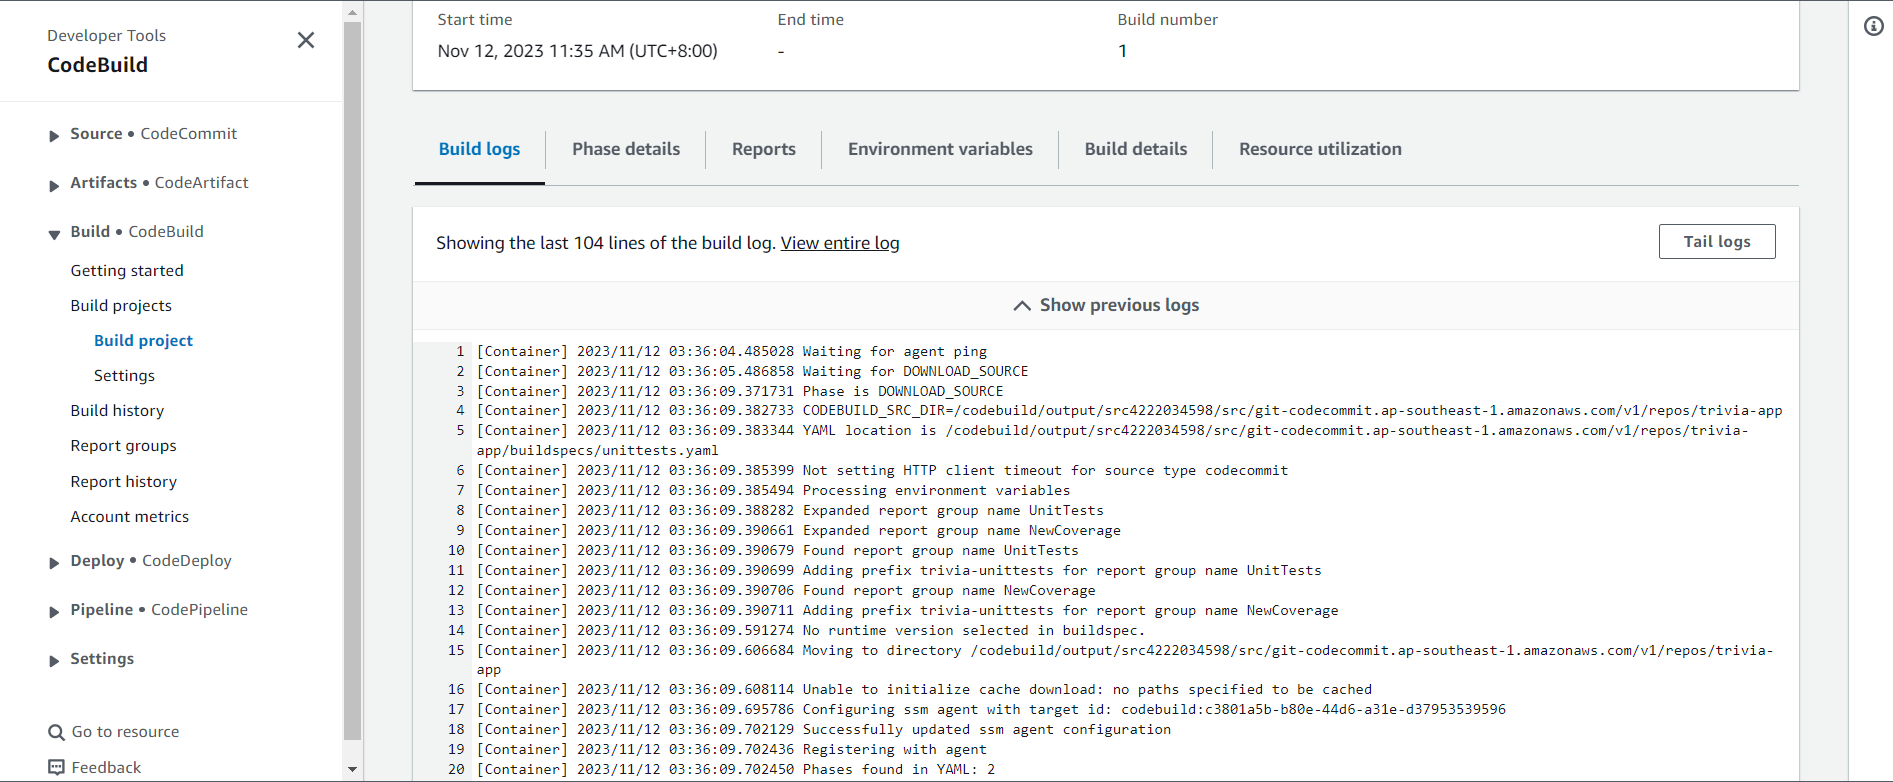 Developer Tools
CodeBuild
Source • CodeCommit
Artifacts • CodeArtifact
Build • CodeBuild
Getting started
Build projects
Build project
Settings
Build history
Report groups
Report history
Account metrics
Deploy • CodeDeploy
Pipeline • CodePipeline
Settings
Go to resource
Feedback
Start time
End time
Build number
Nov 12, 2023 11:35 AM (UTC+8:00)
-
1
Build logs
Phase details
Reports
Environment variables
Build details
Resource utilization
Showing the last 104 lines of the build log. View entire log
Tail logs
Show previous logs
1 [Container] 2023/11/12 03:36:04.485028 Waiting for agent ping
2 [Container] 2023/11/12 03:36:05.486858 Waiting for DOWNLOAD_SOURCE
3 [Container] 2023/11/12 03:36:09.371731 Phase is DOWNLOAD_SOURCE
4 [Container] 2023/11/12 03:36:09.382733 CODEBUILD_SRC_DIR=/codebuild/output/src4222034598/src/git-codecommit.ap-southeast-1.amazonaws.com/v1/repos/trivia-app
5 [Container] 2023/11/12 03:36:09.383344 YAML location is /codebuild/output/src4222034598/src/git-codecommit.ap-southeast-1.amazonaws.com/v1/repos/trivia-
app/buildspecs/unittests.yaml
6 [Container] 2023/11/12 03:36:09.385399 Not setting HTTP client timeout for source type codecommit
7 [Container] 2023/11/12 03:36:09.385494 Processing environment variables
8 [Container] 2023/11/12 03:36:09.388282 Expanded report group name UnitTests
9 [Container] 2023/11/12 03:36:09.390661 Expanded report group name NewCoverage
10 [Container] 2023/11/12 03:36:09.390679 Found report group name UnitTests
11 [Container] 2023/11/12 03:36:09.390699 Adding prefix trivia-unittests for report group name UnitTests
12 [Container] 2023/11/12 03:36:09.390706 Found report group name NewCoverage
13 [Container] 2023/11/12 03:36:09.390711 Adding prefix trivia-unittests for report group name NewCoverage
14 [Container] 2023/11/12 03:36:09.591274 No runtime version selected in buildspec.
15 [Container] 2023/11/12 03:36:09.606684 Moving to directory /codebuild/output/src4222034598/src/git-codecommit.ap-southeast-1.amazonaws.com/v1/repos/trivia-
app
16 [Container] 2023/11/12 03:36:09.608114 Unable to initialize cache download: no paths specified to be cached
17 [Container] 2023/11/12 03:36:09.695786 Configuring ssm agent with target id: codebuild:c3801a5b-b80e-44d6-a31e-d37953539596
18 [Container] 2023/11/12 03:36:09.702129 Successfully updated ssm agent configuration
19 [Container] 2023/11/12 03:36:09.702436 Registering with agent
20 [Container] 2023/11/12 03:36:09.702450 Phases found in YAML: 2